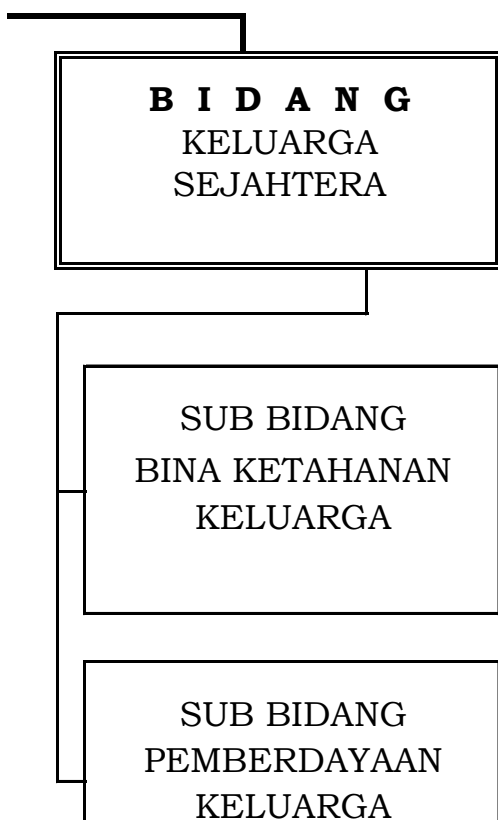 B I D A N G
KELUARGA
SEJAHTERA
SUB BIDANG
BINA KETAHANAN
KELUARGA
SUB BIDANG
PEMBERDAYAAN
KELUARGA